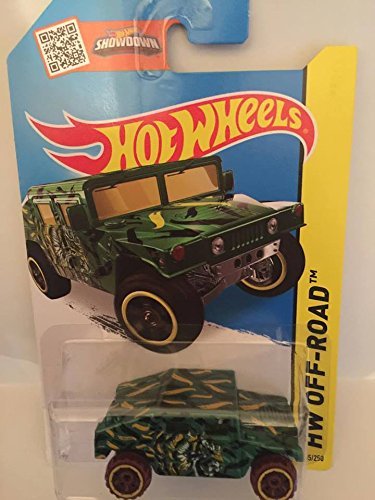 SHOWDOWN
HOT WHEELS
HW OFF-ROAD™
5/250